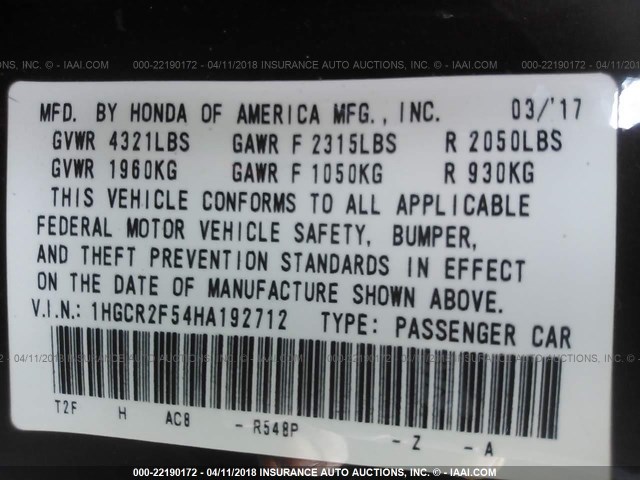 000-22190172 - 04/11/2018 INSURANCE AUTO AUCTIONS, INC. - IAAI.COM
MFD. BY HONDA OF AMERICA MFG., INC. 03/'17
GVWR 4321LBS GAWR F 2315LBS R 2050LBS
GVWR 1960KG GAWR F 1050KG R 930KG
THIS VEHICLE CONFORMS TO ALL APPLICABLE
FEDERAL MOTOR VEHICLE SAFETY, BUMPER,
AND THEFT PREVENTION STANDARDS IN EFFECT
ON THE DATE OF MANUFACTURE SHOWN ABOVE.
V.I.N.: 1HGCR2F54HA192712 TYPE: PASSENGER CAR
T2F H AC8 - R548P - Z - A
000-22190172 - 04/11/2018 INSURANCE AUTO AUCTIONS, INC. - IAAI.COM